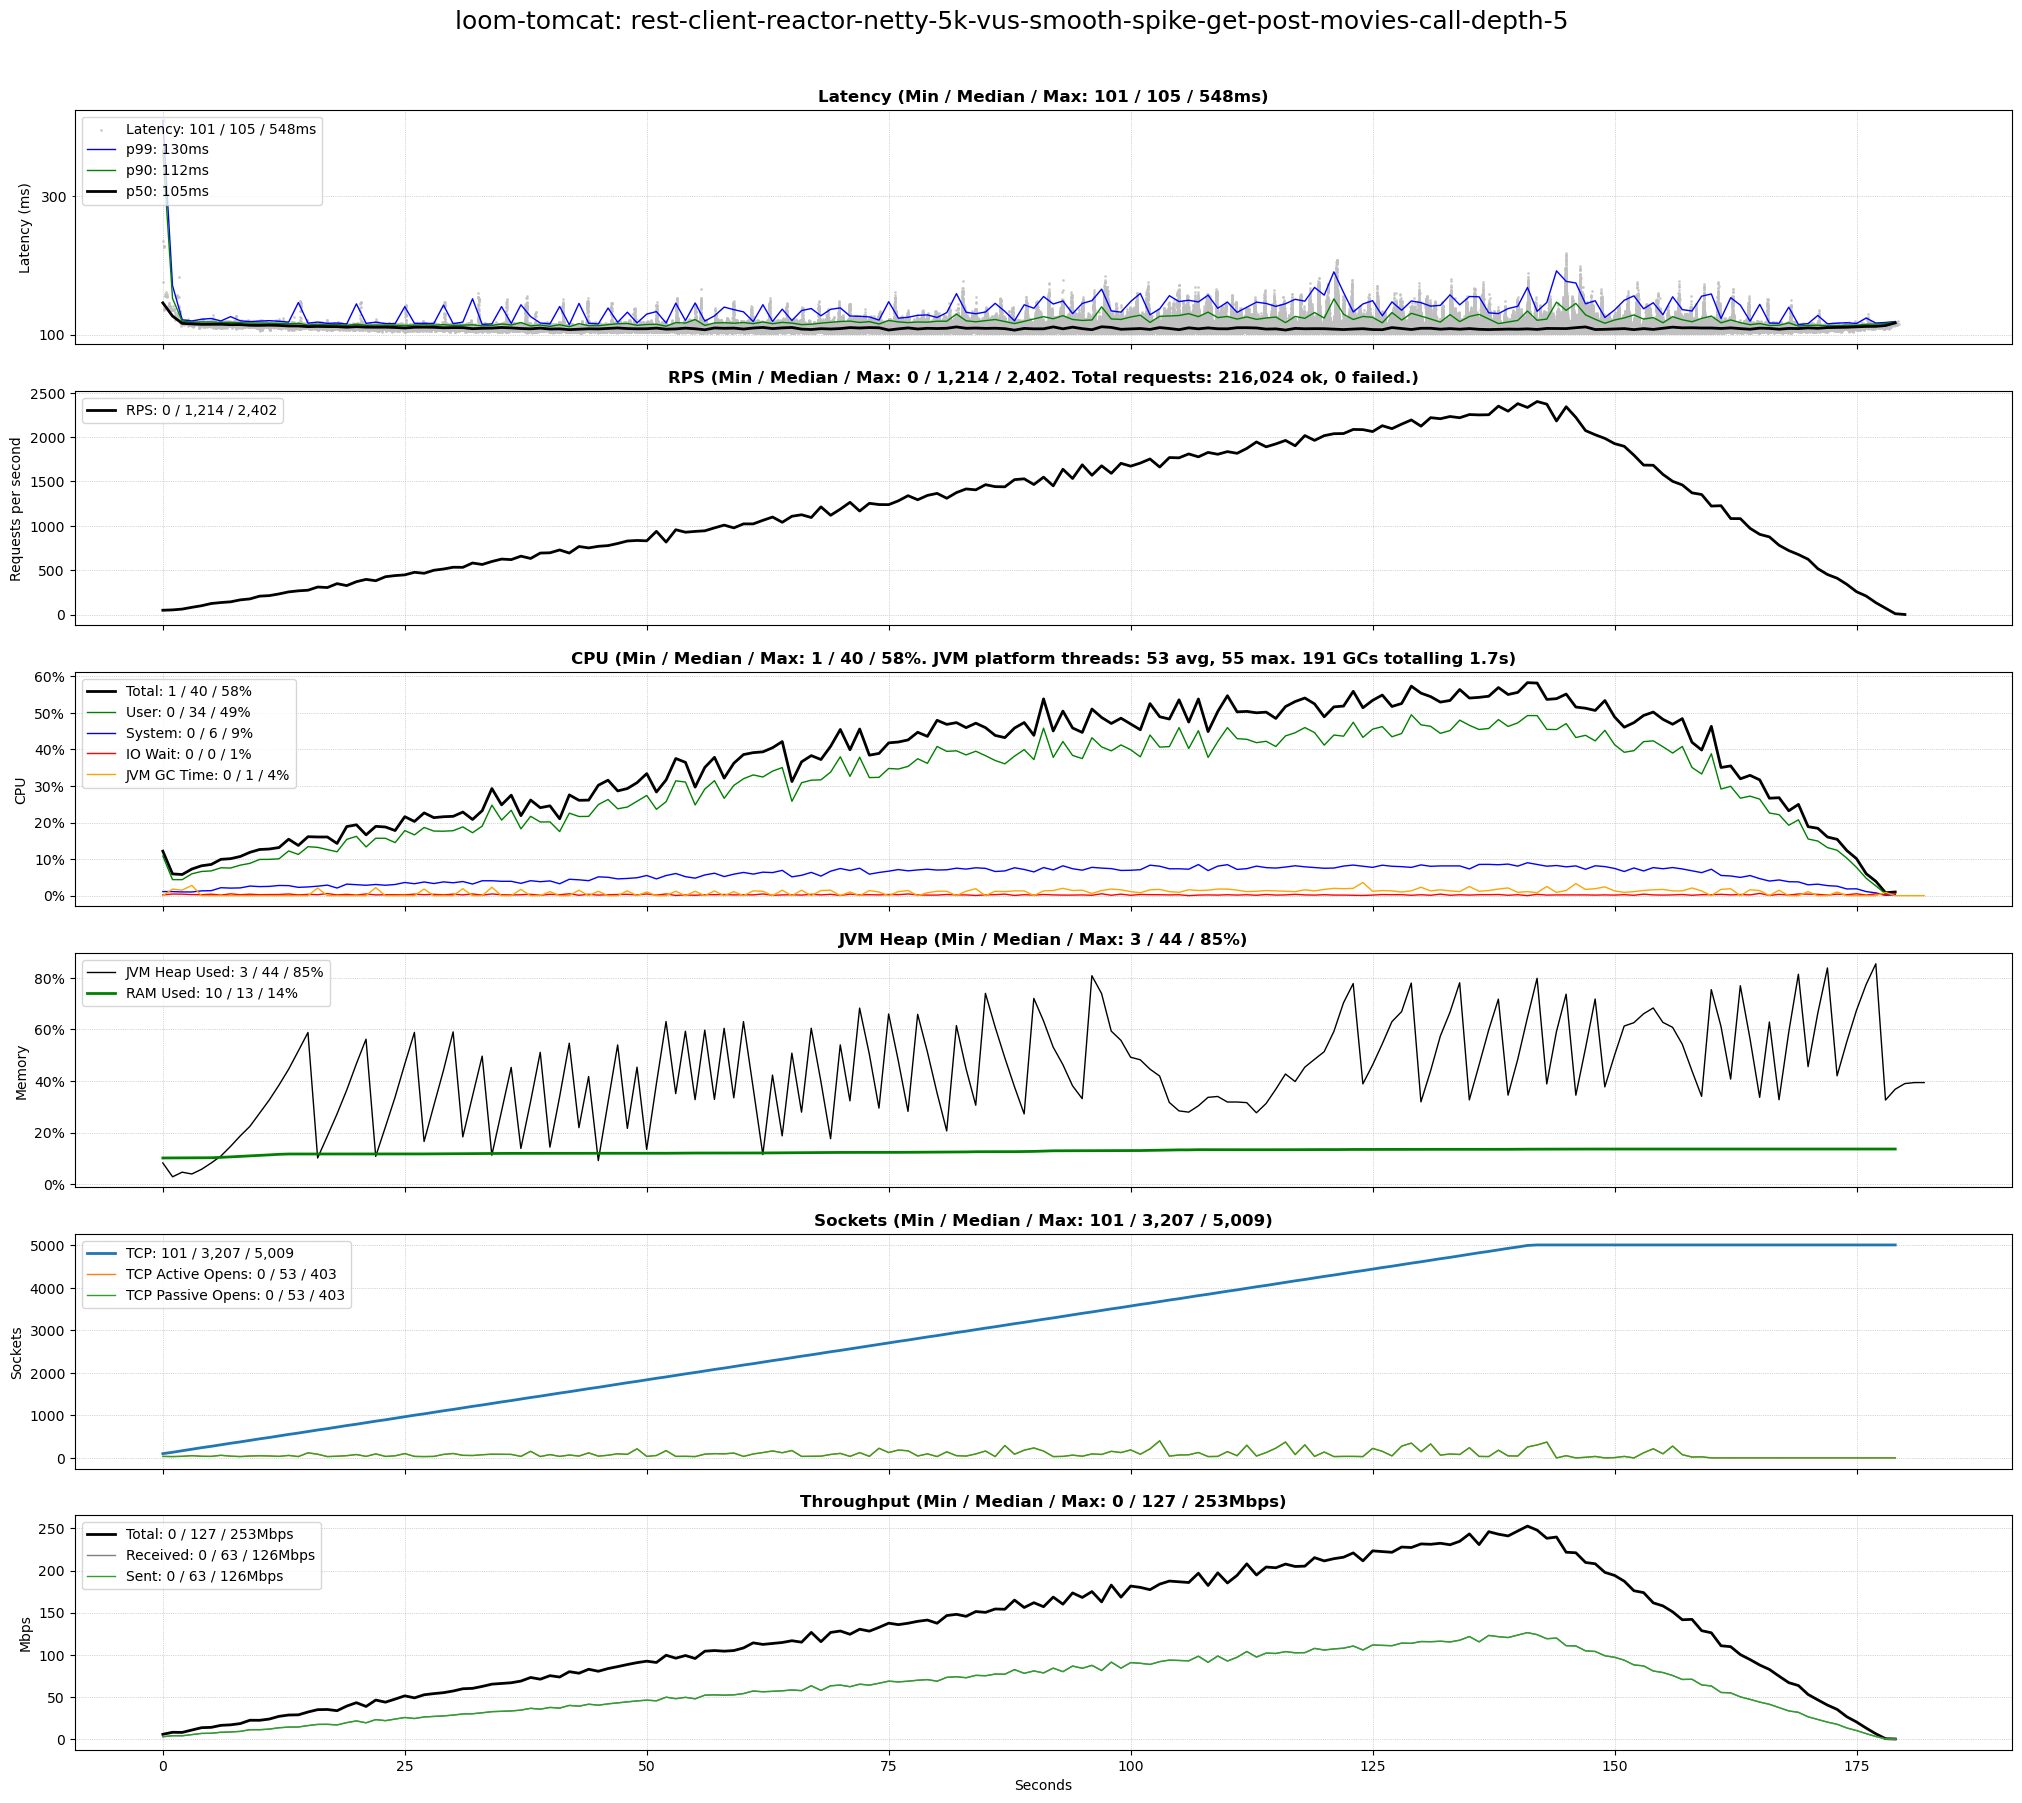 loom-tomcat: rest-client-reactor-netty-5k-vus-smooth-spike-get-post-movies-call-depth-5
Latency (Min / Median / Max: 101 / 105 / 548ms)
Latency: 101 / 105 / 548ms
p99: 130ms
p90: 112ms
p50: 105ms
Latency (ms)
300
100
RPS (Min / Median / Max: 0 / 1,214 / 2,402. Total requests: 216,024 ok, 0 failed.)
RPS: 0 / 1,214 / 2,402
Requests per second
2500
2000
1500
1000
500
0
CPU (Min / Median / Max: 1 / 40 / 58%. JVM platform threads: 53 avg, 55 max. 191 GCs totalling 1.7s)
Total: 1 / 40 / 58%
User: 0 / 34 / 49%
System: 0 / 6 / 9%
IO Wait: 0 / 0 / 1%
JVM GC Time: 0 / 1 / 4%
CPU
60%
50%
40%
30%
20%
10%
0%
JVM Heap (Min / Median / Max: 3 / 44 / 85%)
JVM Heap Used: 3 / 44 / 85%
RAM Used: 10 / 13 / 14%
Memory
80%
60%
40%
20%
0%
Sockets (Min / Median / Max: 101 / 3,207 / 5,009)
TCP: 101 / 3,207 / 5,009
TCP Active Opens: 0 / 53 / 403
TCP Passive Opens: 0 / 53 / 403
Sockets
5000
4000
3000
2000
1000
0
Throughput (Min / Median / Max: 0 / 127 / 253Mbps)
Total: 0 / 127 / 253Mbps
Received: 0 / 63 / 126Mbps
Sent: 0 / 63 / 126Mbps
Mbps
250
200
150
100
50
0
0 25 50 75 100 125 150 175
Seconds